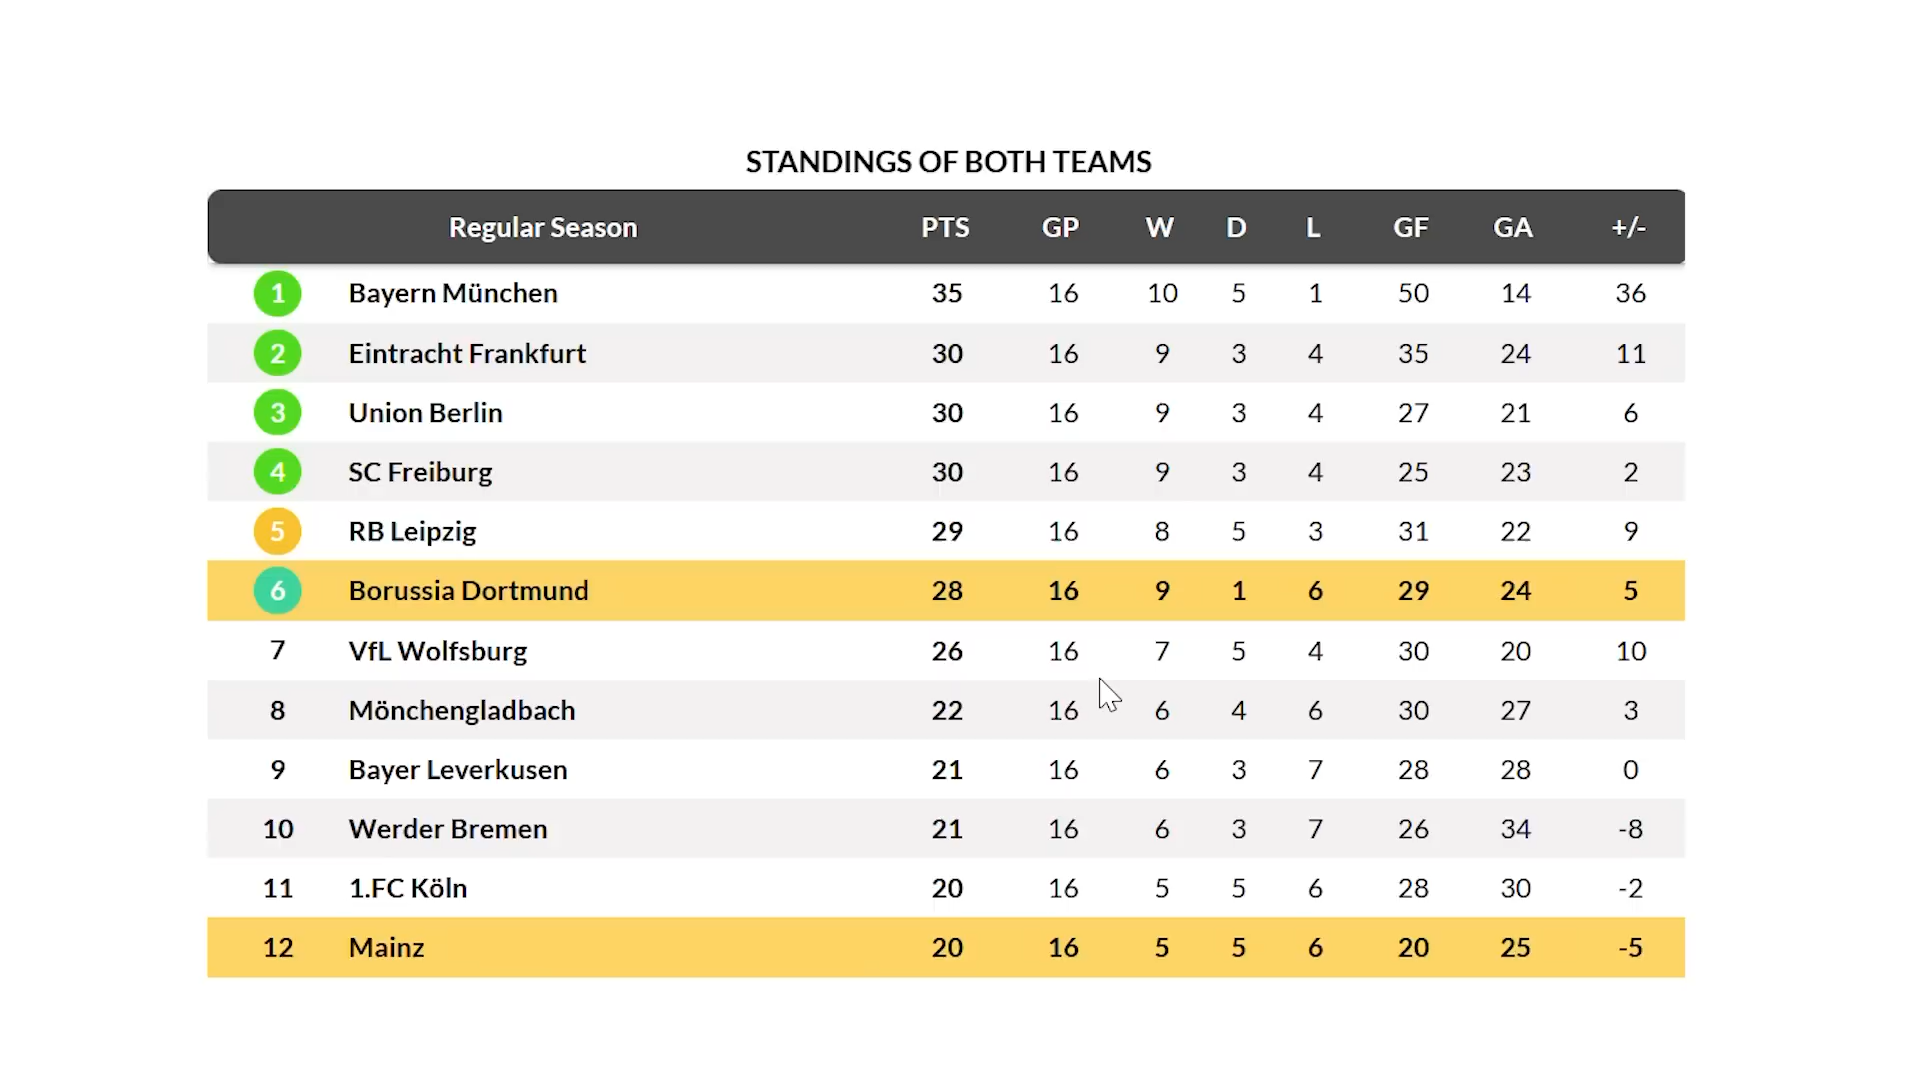 STANDINGS OF BOTH TEAMS
Regular Season PTS GP W D L GF GA +/-
1 Bayern München 35 16 10 5 1 50 14 36
2 Eintracht Frankfurt 30 16 9 3 4 35 24 11
3 Union Berlin 30 16 9 3 4 27 21 6
4 SC Freiburg 30 16 9 3 4 25 23 2
5 RB Leipzig 29 16 8 5 3 31 22 9
6 Borussia Dortmund 28 16 9 1 6 29 24 5
7 VfL Wolfsburg 26 16 7 5 4 30 20 10
8 Mönchengladbach 22 16 6 4 6 30 27 3
9 Bayer Leverkusen 21 16 6 3 7 28 28 0
10 Werder Bremen 21 16 6 3 7 26 34 -8
11 1.FC Köln 20 16 5 5 6 28 30 -2
12 Mainz 20 16 5 5 6 20 25 -5